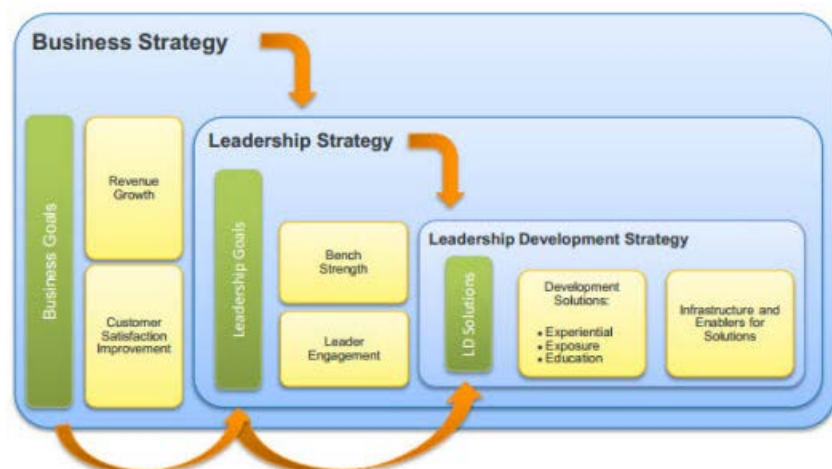 Business Strategy
Business Goals
Revenue
Growth
Customer
Satisfaction
Improvement
Leadership Strategy
Leadership Goals
Bench
Strength
Leader
Engagement
Leadership Development Strategy
LD Solutions
Development
Solutions:
• Experiential
• Exposure
• Education
Infrastructure and
Enablers for
Solutions